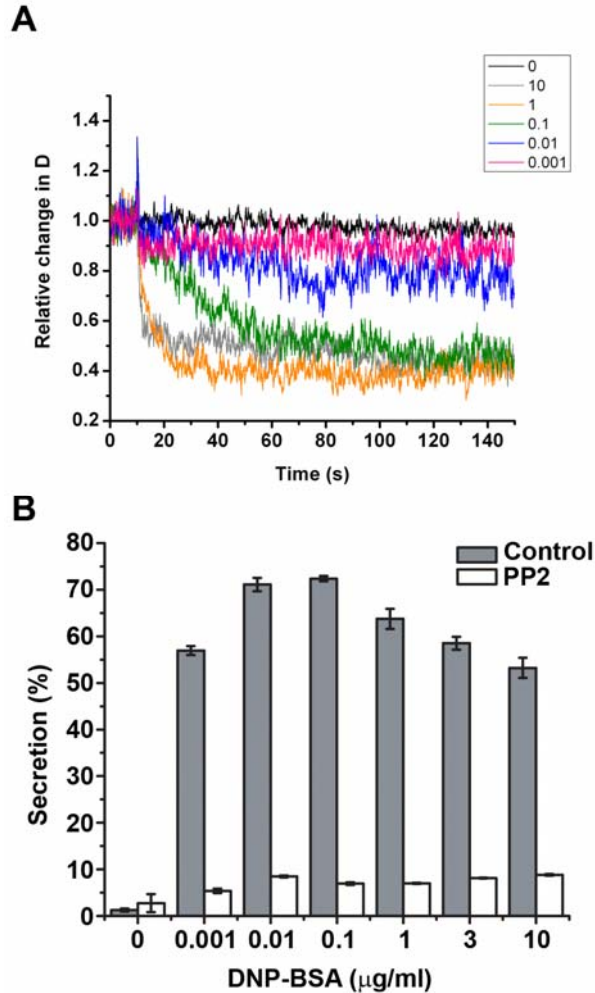 A
0
10
1
0.1
0.01
0.001
1.4
1.2
1.0
0.8
0.6
0.4
0.2
Relative change in D
0 20 40 60 80 100 120 140
Time (s)
B
Control
PP2
80
70
60
50
40
30
20
10
0
Secretion (%)
0 0.001 0.01 0.1 1 3 10
DNP-BSA (μg/ml)